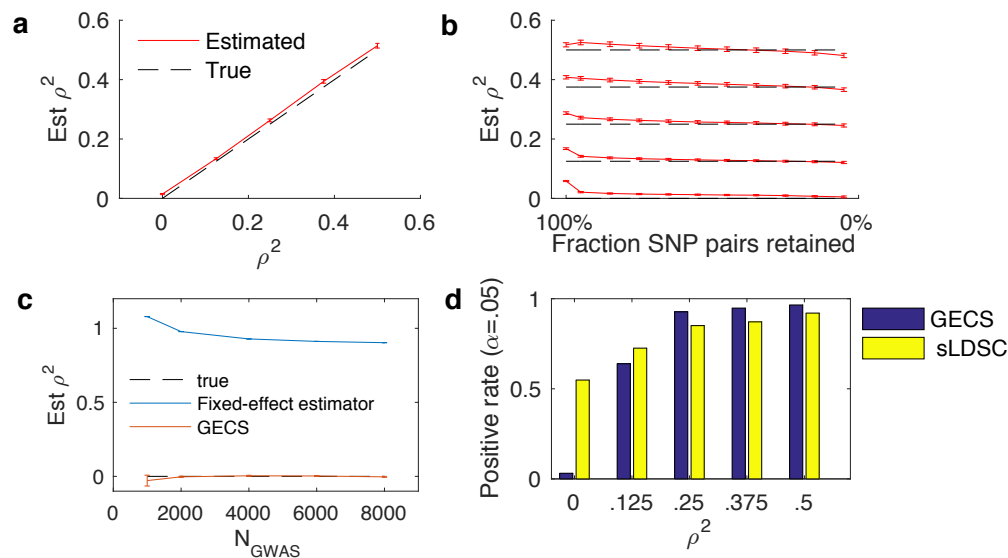 a
0.6
0.4
0.2
0
Est ρ²
Estimated
True
0
0.2
0.4
0.6
ρ²
b
0.6
0.4
0.2
0
Est ρ²
100%
0%
Fraction SNP pairs retained
c
1
0.5
0
Est ρ²
true
Fixed-effect estimator
GECS
0
2000
4000
6000
8000
N_GWAS
d
1
0.5
0
Positive rate (α=.05)
0
.125
.25
.375
.5
ρ²
GECS
sLDSC